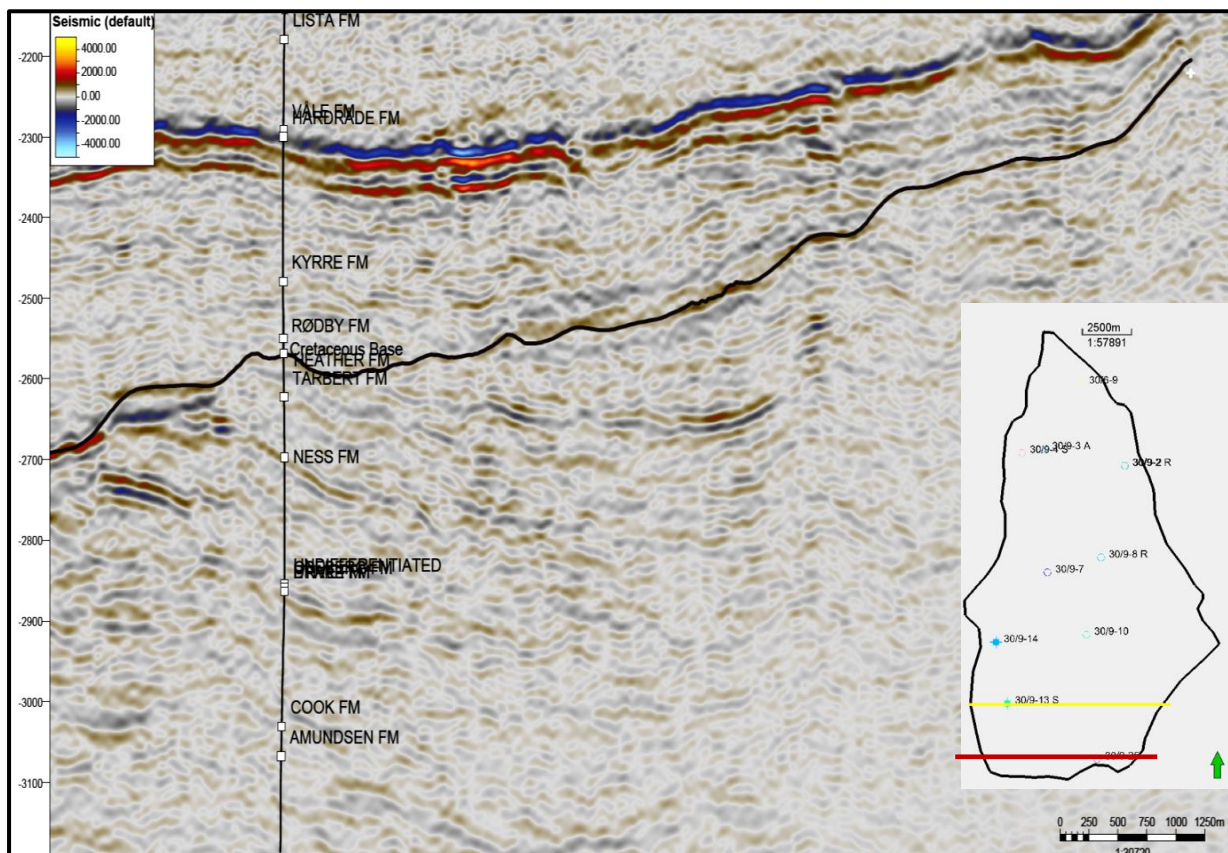 Seismic (default)
4000.00
2000.00
0.00
-2000.00
-4000.00
-2200
-2300
-2400
-2500
-2600
-2700
-2800
-2900
-3000
-3100
LISTA FM
VALE FM
HARDRADE FM
KYRRE FM
RØDBY FM
Cretaceous Base
HEATHER FM
TARBERT FM
NESS FM
UNDIFFERENTIATED
COOK FM
AMUNDSEN FM
2500m
1:57891
30/6-9
30/9-3 A
30/9-4 S
30/9-2 R
30/9-8 R
30/9-7
30/9-10
30/9-14
30/9-13 S
0 250 500 750 1000 1250m